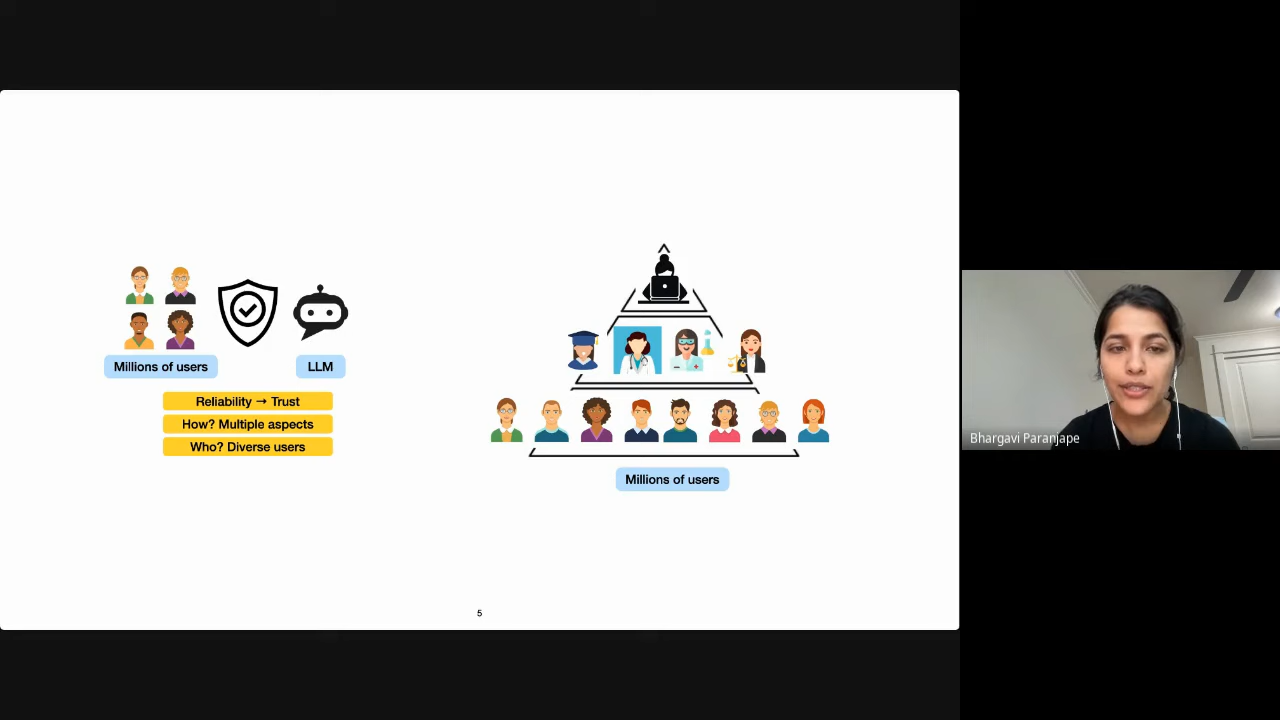 Millions of users
LLM
Reliability → Trust
How? Multiple aspects
Who? Diverse users
Millions of users
5
Bhargavi Paranjape